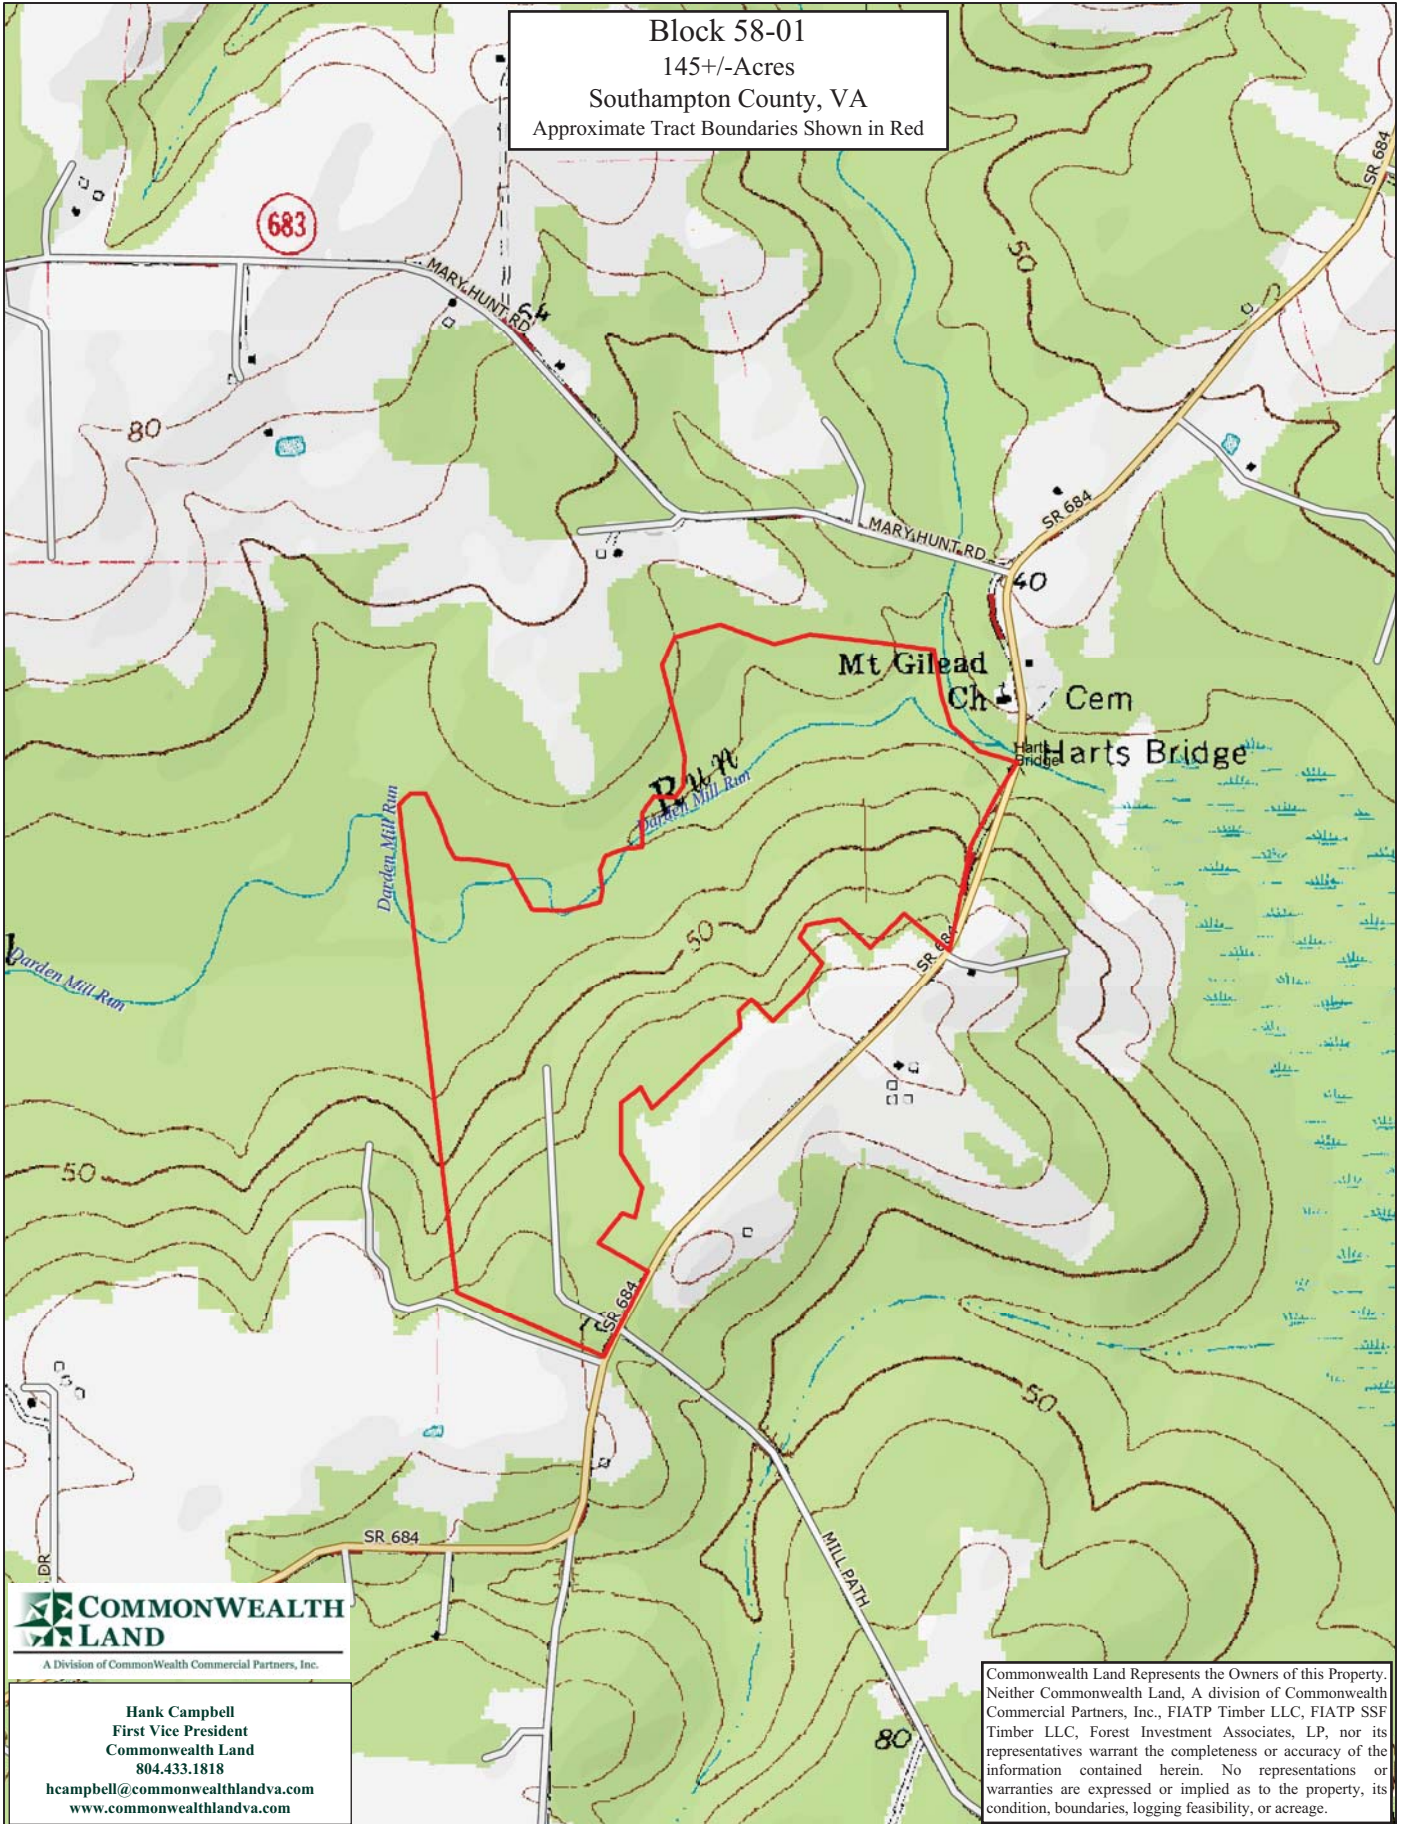 Block 58-01
145+/-Acres
Southampton County, VA
Approximate Tract Boundaries Shown in Red
SR 684
683
50
MARY HUNT RD
64
80
SR 684
MARY HUNT RD
40
Mt Gilead
Ch
Cem
Harts
Bridge
Harts Bridge
Run
Darden Mill Run
Darden Mill Run
50
SR 684
Darden Mill Run
50
SR 684
50
SR 684
DR
MILL PATH
80
COMMONWEALTH
LAND
A Division of CommonWealth Commercial Partners, Inc.
Hank Campbell
First Vice President
Commonwealth Land
804.433.1818
hcampbell@commonwealthlandva.com
www.commonwealthlandva.com
Commonwealth Land Represents the Owners of this Property.
Neither Commonwealth Land, A division of Commonwealth
Commercial Partners, Inc., FIATP Timber LLC, FIATP SSF
Timber LLC, Forest Investment Associates, LP, nor its
representatives warrant the completeness or accuracy of the
information contained herein. No representations or
warranties are expressed or implied as to the property, its
condition, boundaries, logging feasibility, or acreage.